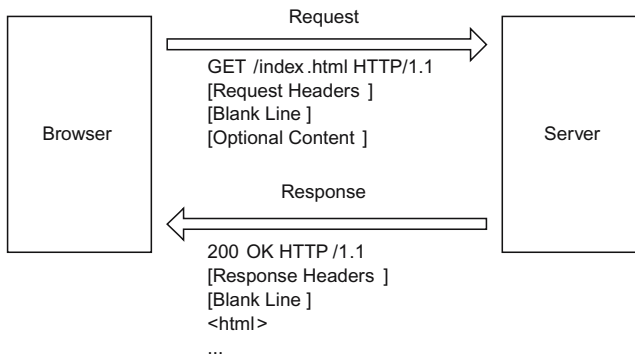 Request
GET /index.html HTTP/1.1
[Request Headers ]
[Blank Line ]
[Optional Content ]
Browser
Server
Response
200 OK HTTP /1.1
[Response Headers ]
[Blank Line ]
<html>
...